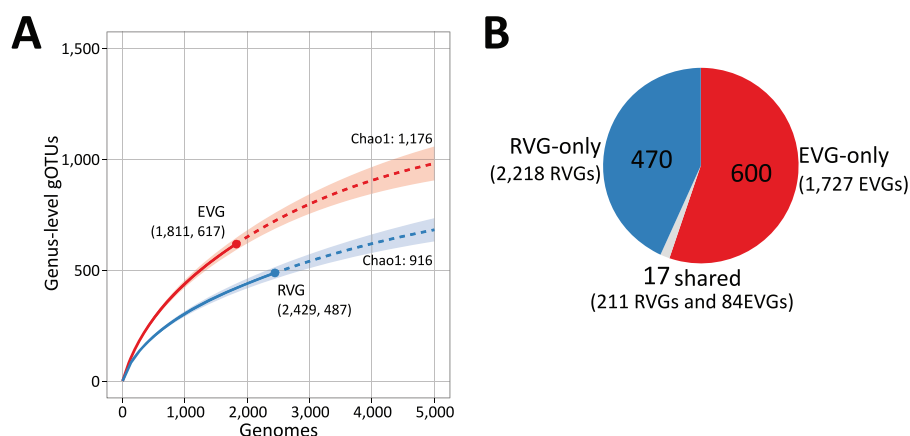 A
1,500
1,000
500
0
Genus-level gOTUs
Chao1: 1,176
EVG
(1,811, 617)
Chao1: 916
RVG
(2,429, 487)
0
1,000
2,000
3,000
4,000
5,000
Genomes
B
RVG-only
(2,218 RVGs)
470
600
EVG-only
(1,727 EVGs)
17 shared
(211 RVGs and 84EVGs)